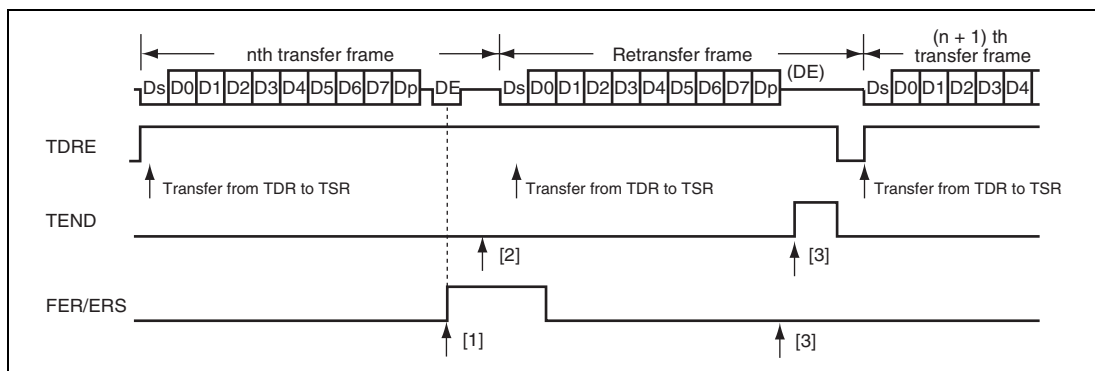 (n + 1) th
nth transfer frame Retransfer frame transfer frame
Ds D0 D1 D2 D3 D4 D5 D6 D7 Dp DE Ds D0 D1 D2 D3 D4 D5 D6 D7 Dp (DE) Ds D0 D1 D2 D3 D4
TDRE
Transfer from TDR to TSR Transfer from TDR to TSR Transfer from TDR to TSR
TEND
[2] [3]
FER/ERS
[1] [3]